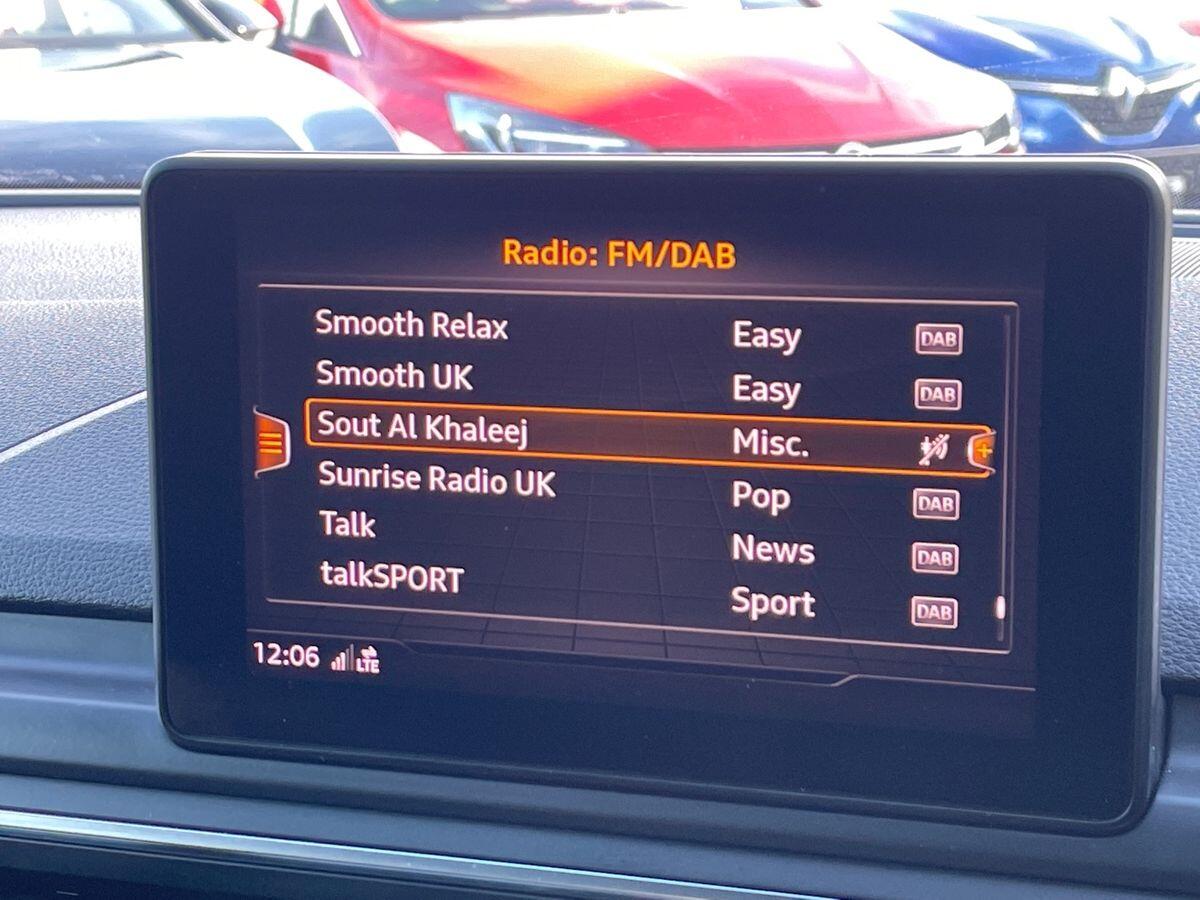 Radio: FM/DAB
Smooth Relax Easy DAB
Smooth UK Easy DAB
Sout Al Khaleej Misc.
Sunrise Radio UK Pop DAB
Talk News DAB
talkSPORT Sport DAB
12:06 LTE